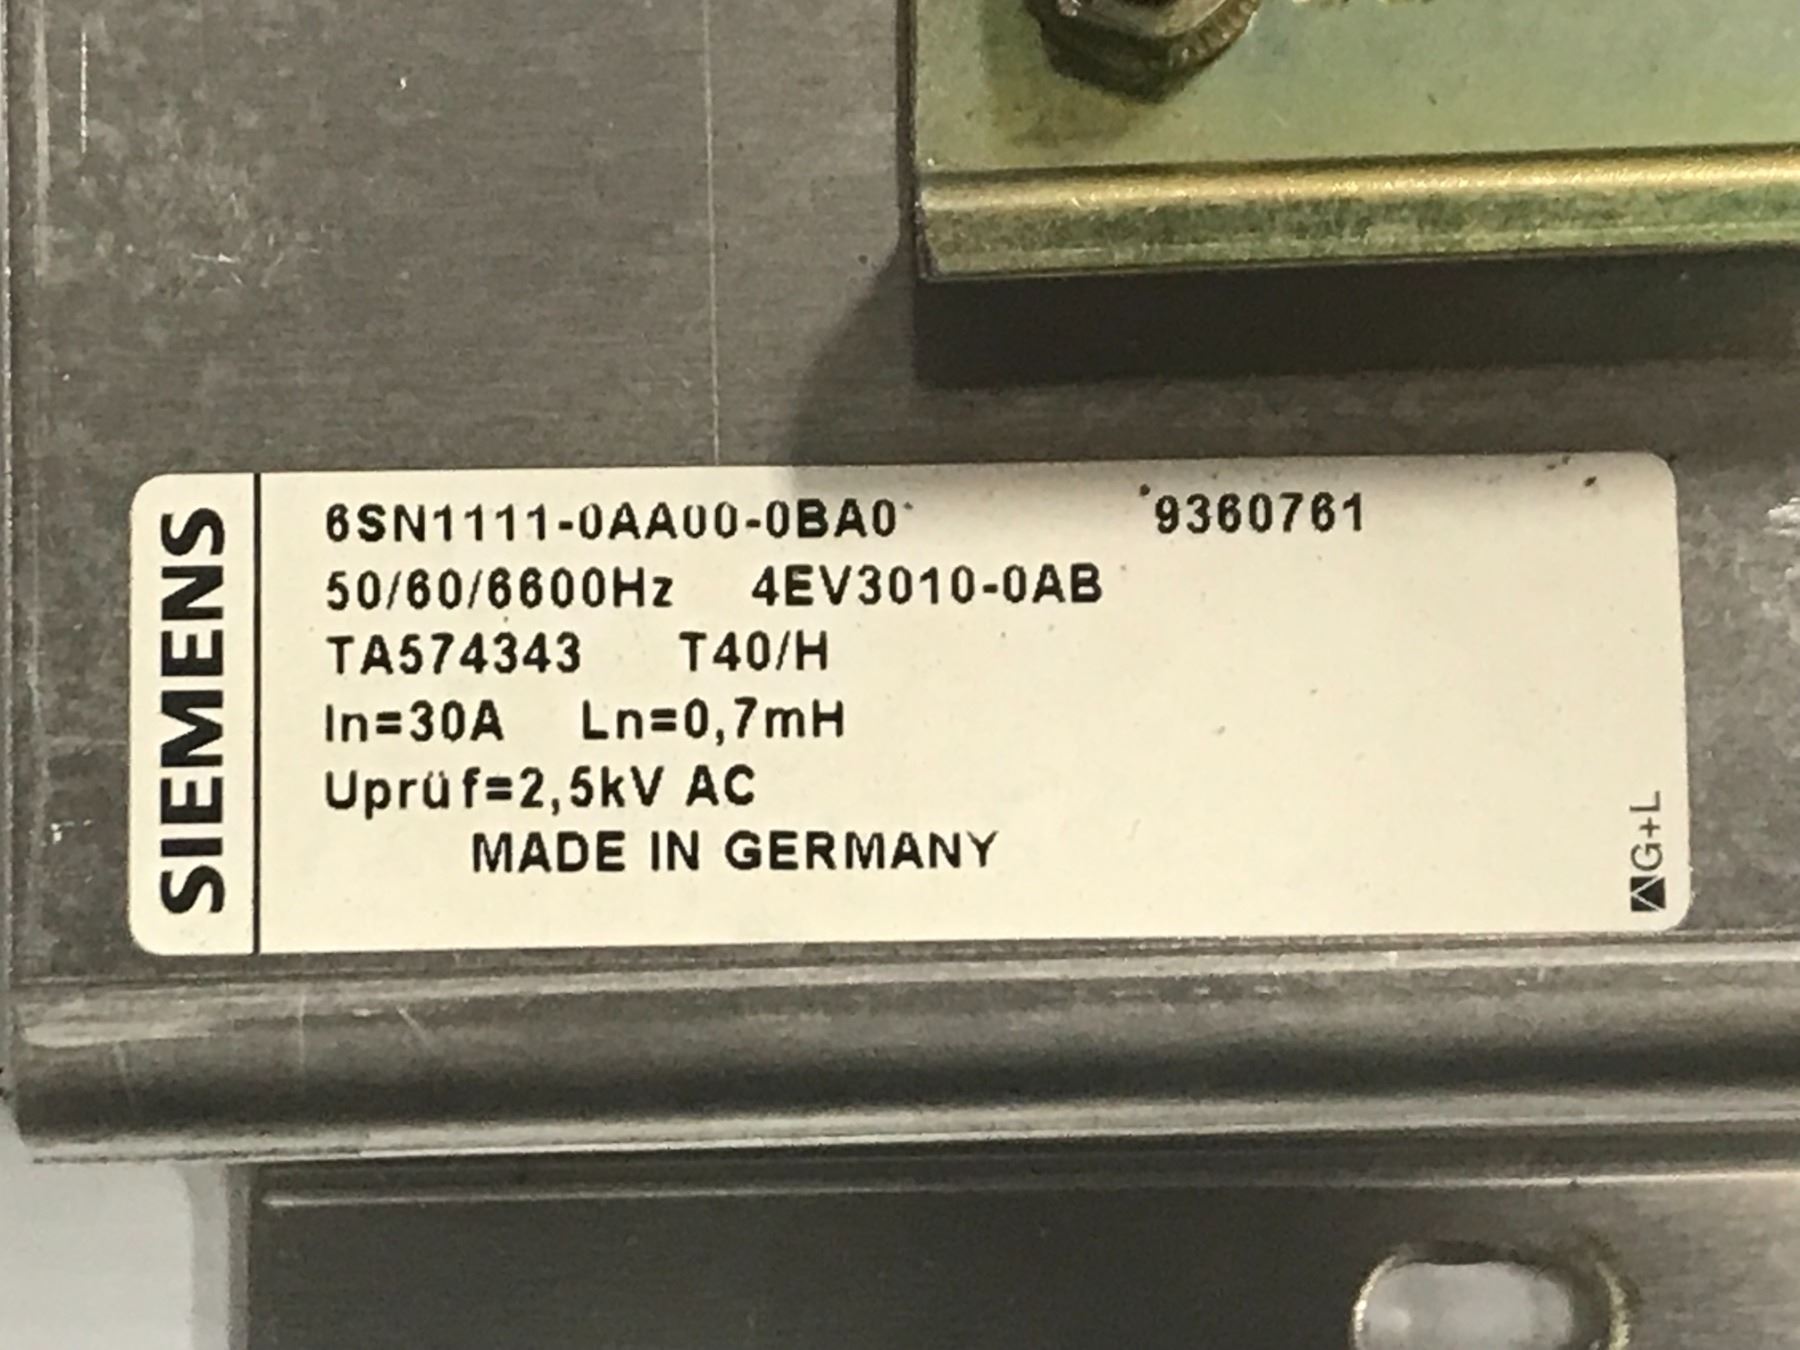 SIEMENS
6SN1111-0AA00-0BA0 9360761
50/60/6600Hz 4EV3010-0AB
TA574343 T40/H
In=30A Ln=0,7mH
Uprüf=2,5kV AC
MADE IN GERMANY
G+L